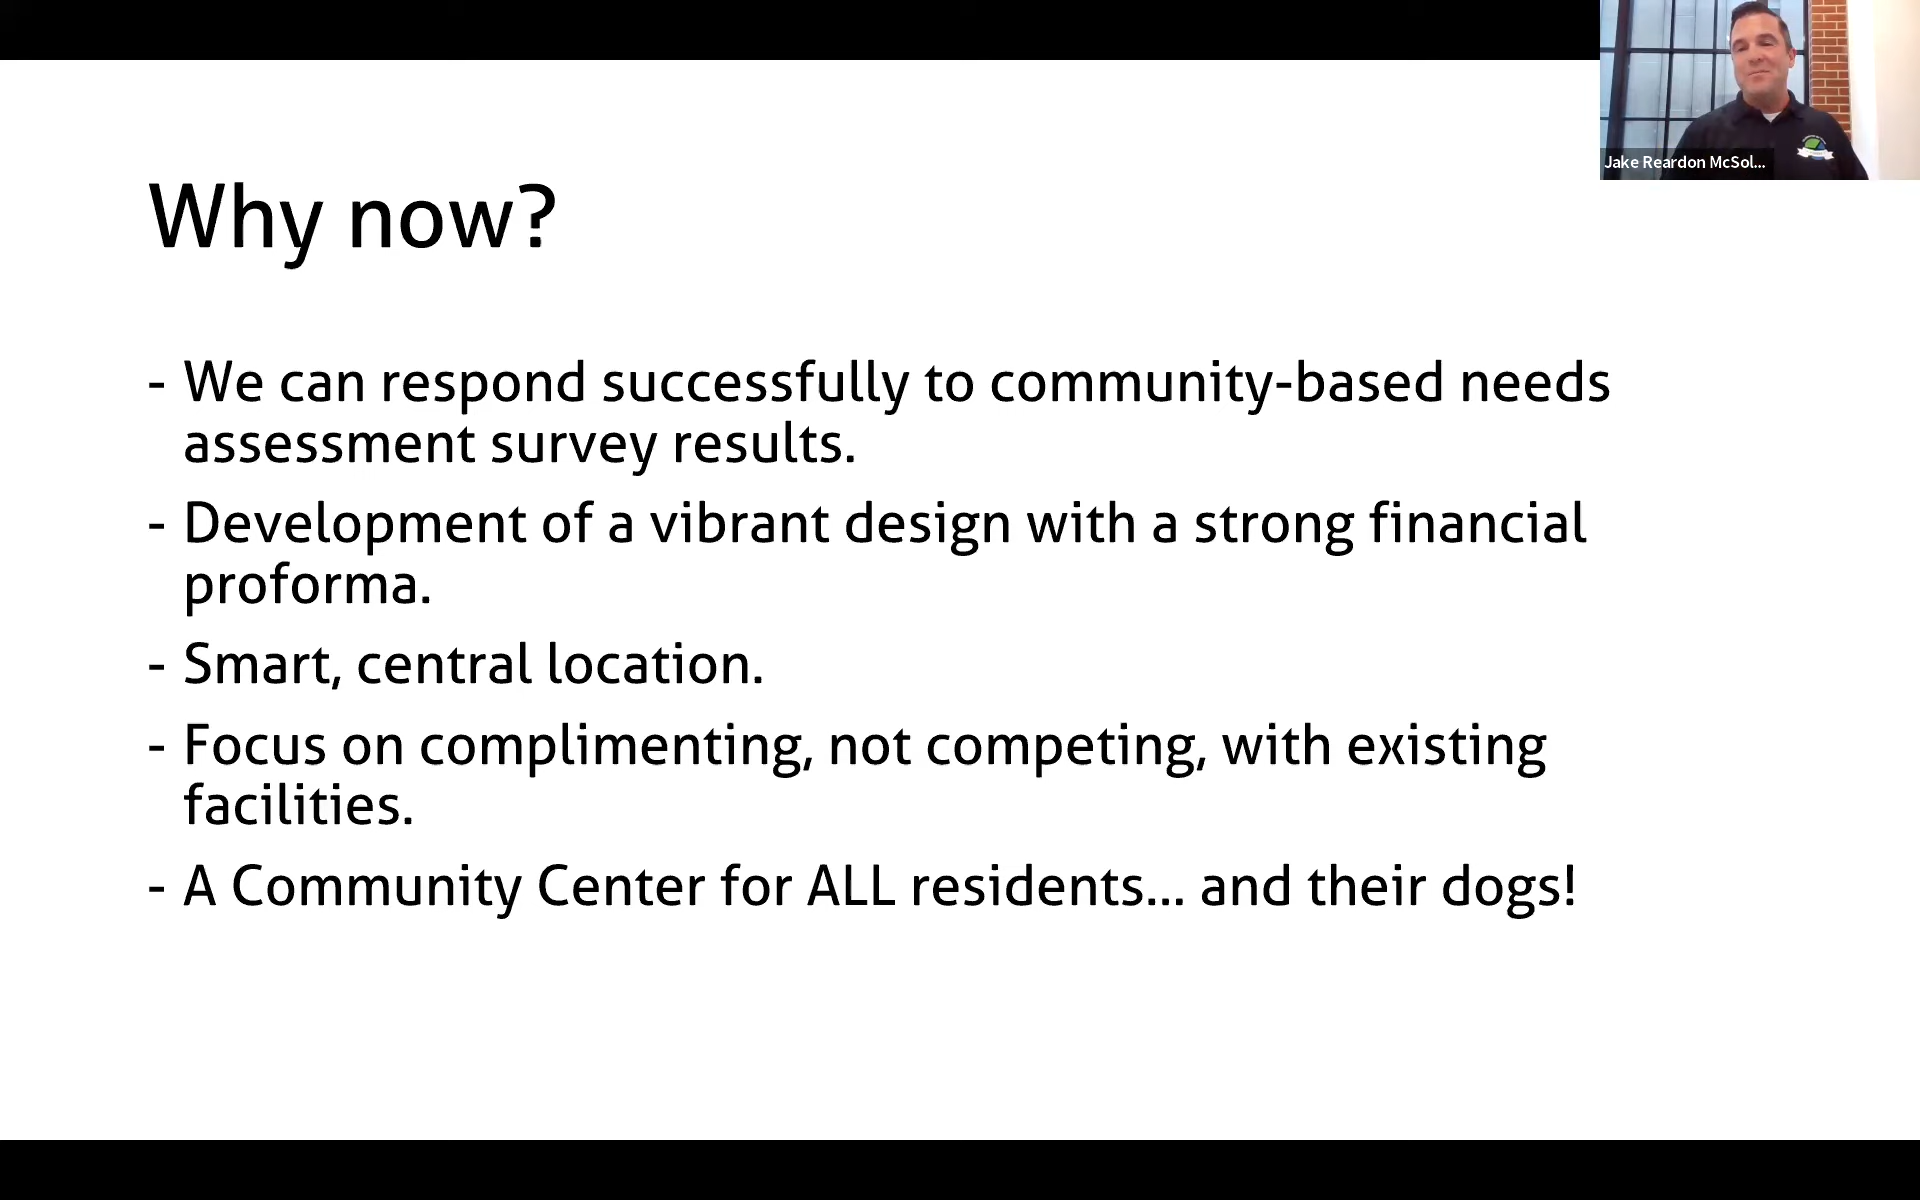 Jake Reardon McSol...
Why now?
- We can respond successfully to community-based needs
assessment survey results.
- Development of a vibrant design with a strong financial
proforma.
- Smart, central location.
- Focus on complimenting, not competing, with existing
facilities.
- A Community Center for ALL residents... and their dogs!